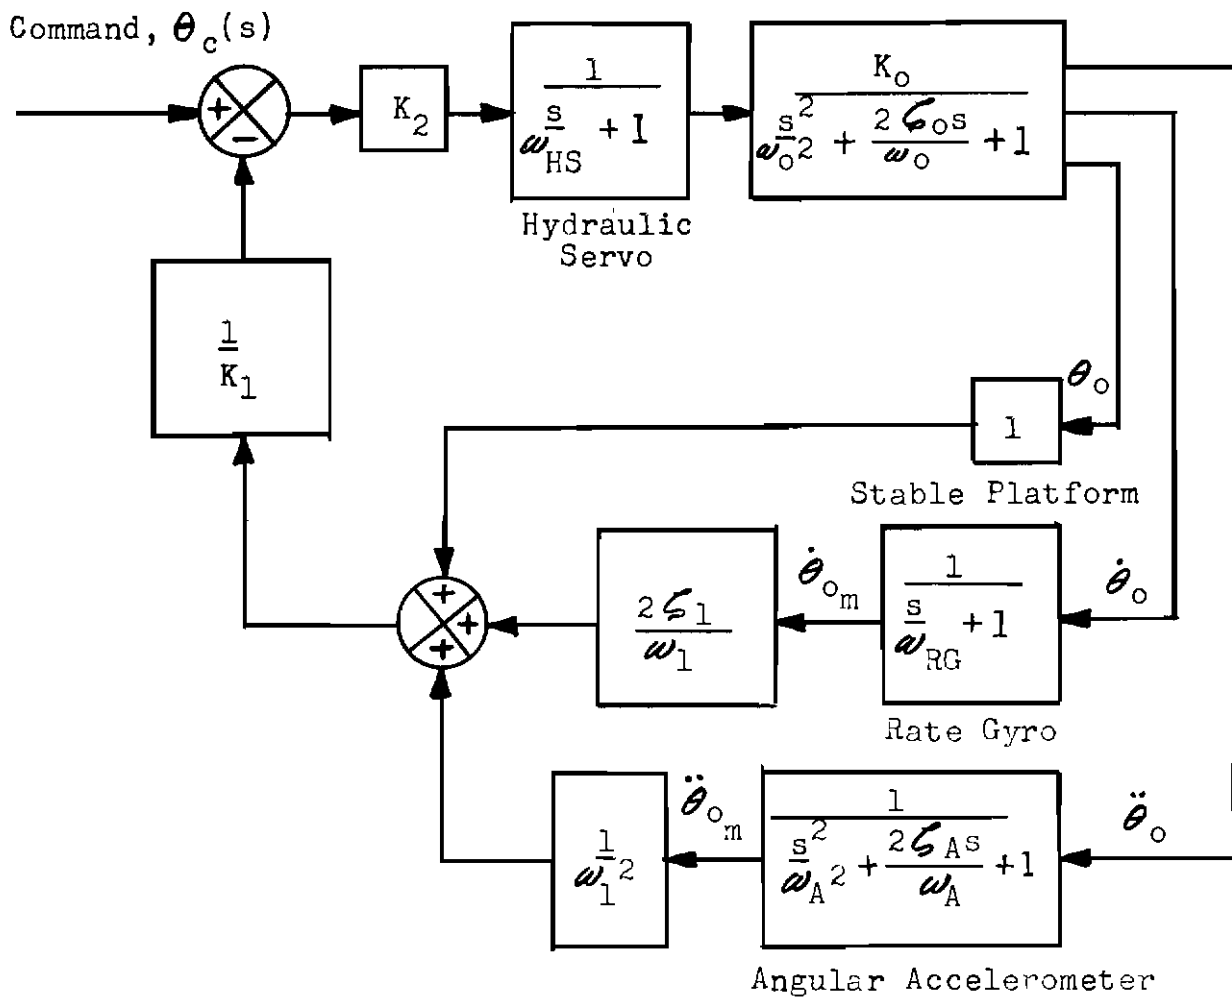 Command, θc(s)
+
−
K2
1
s/ωHS + 1
Hydraulic
Servo
Ko
s²/ωo² + 2ζos/ωo + 1
1
K1
θo
1
Stable Platform
+
+
+
2ζ1
ω1
θ̇om
1
s/ωRG + 1
θ̇o
Rate Gyro
1
ω1²
θ̈om
1
s²/ωA² + 2ζAs/ωA + 1
θ̈o
Angular Accelerometer